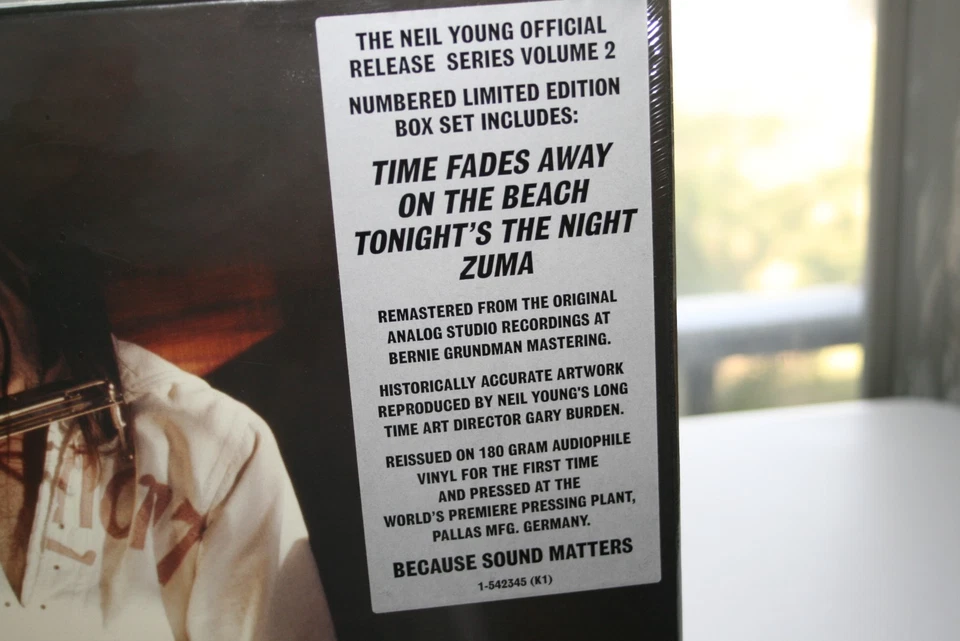 THE NEIL YOUNG OFFICIAL
RELEASE SERIES VOLUME 2
NUMBERED LIMITED EDITION
BOX SET INCLUDES:
TIME FADES AWAY
ON THE BEACH
TONIGHT'S THE NIGHT
ZUMA
REMASTERED FROM THE ORIGINAL
ANALOG STUDIO RECORDINGS AT
BERNIE GRUNDMAN MASTERING.
HISTORICALLY ACCURATE ARTWORK
REPRODUCED BY NEIL YOUNG'S LONG
TIME ART DIRECTOR GARY BURDEN.
REISSUED ON 180 GRAM AUDIOPHILE
VINYL FOR THE FIRST TIME
AND PRESSED AT THE
WORLD'S PREMIERE PRESSING PLANT,
PALLAS MFG. GERMANY.
BECAUSE SOUND MATTERS
1-542345 (K1)